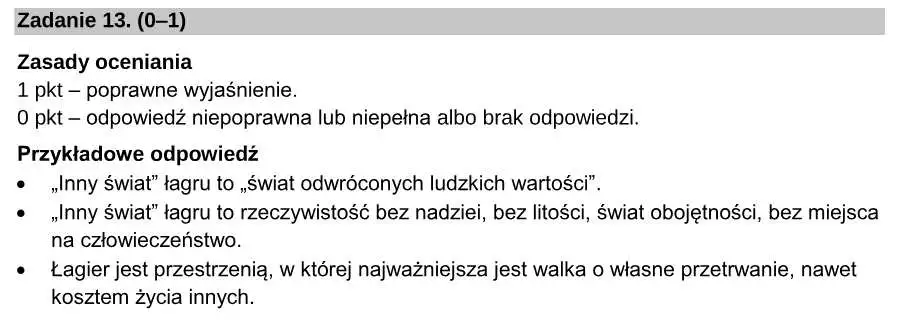 Zadanie 13. (0–1)
Zasady oceniania
1 pkt – poprawne wyjaśnienie.
0 pkt – odpowiedź niepoprawna lub niepełna albo brak odpowiedzi.
Przykładowe odpowiedź
• „Inny świat” łagru to „świat odwróconych ludzkich wartości”.
• „Inny świat” łagru to rzeczywistość bez nadziei, bez litości, świat obojętności, bez miejsca
na człowieczeństwo.
• Łagier jest przestrzenią, w której najważniejsza jest walka o własne przetrwanie, nawet
kosztem życia innych.